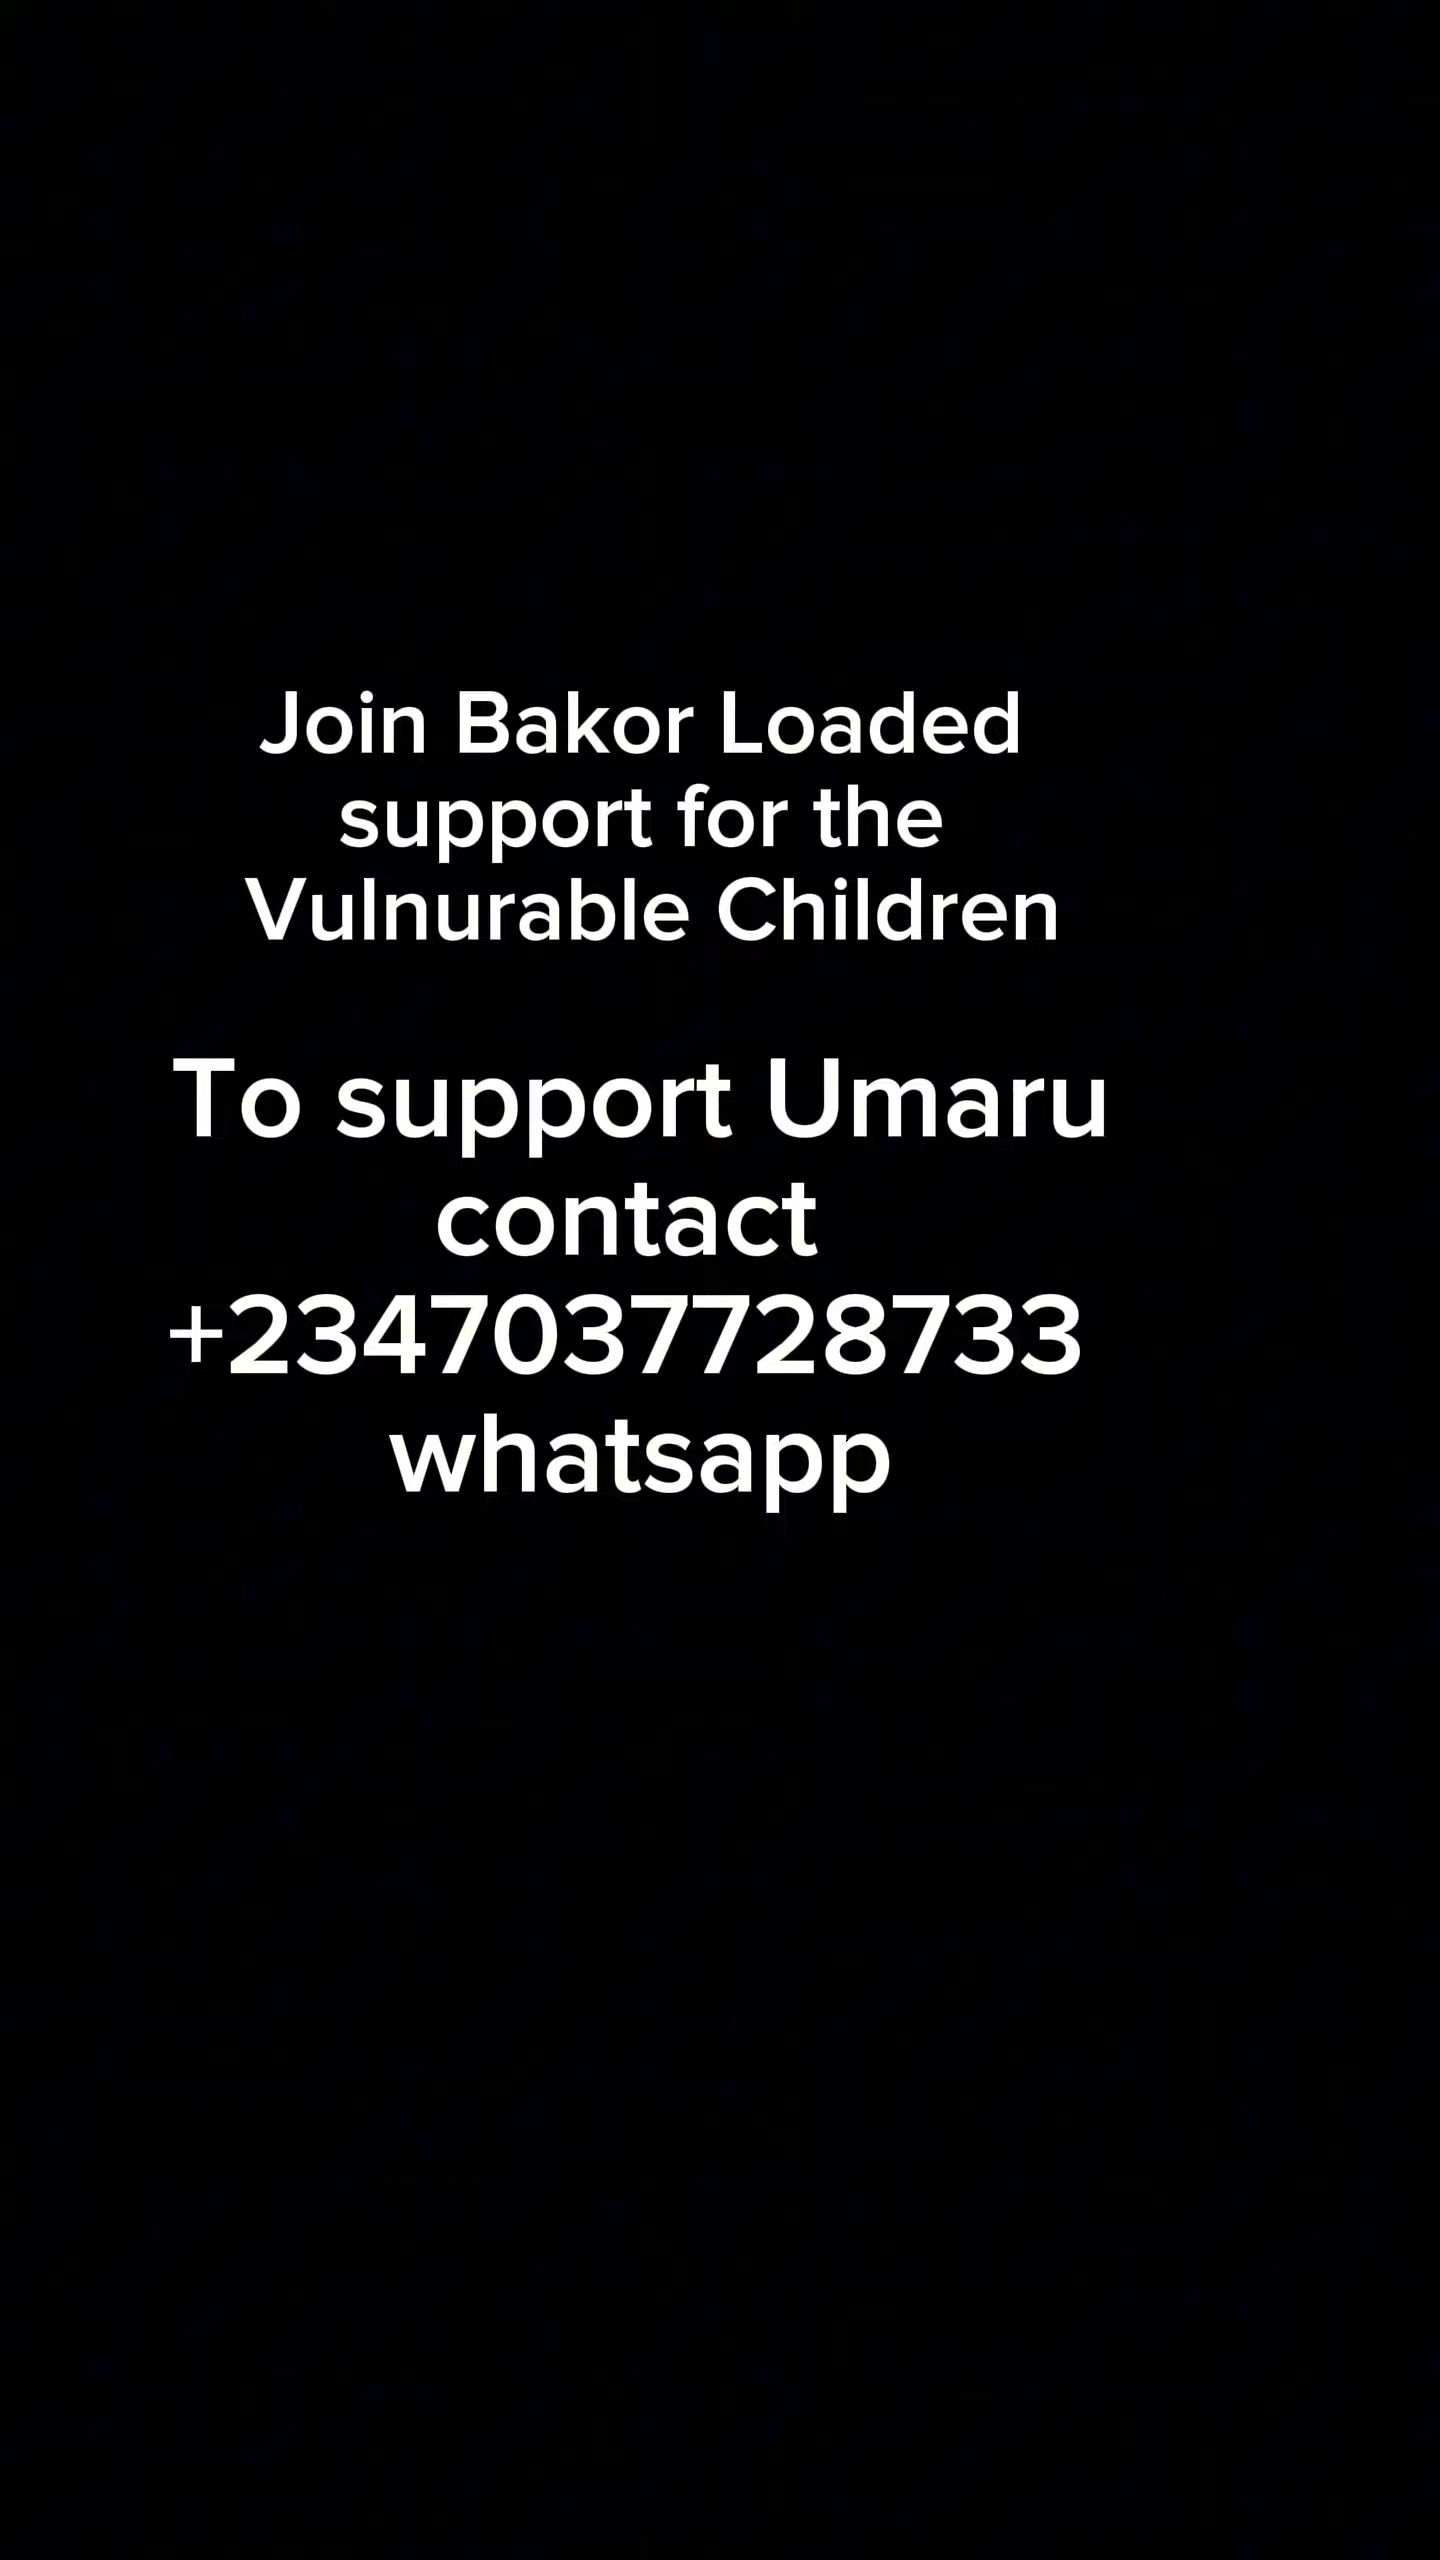 Join Bakor Loaded
support for the
Vulnurable Children
To support Umaru
contact
+2347037728733
whatsapp